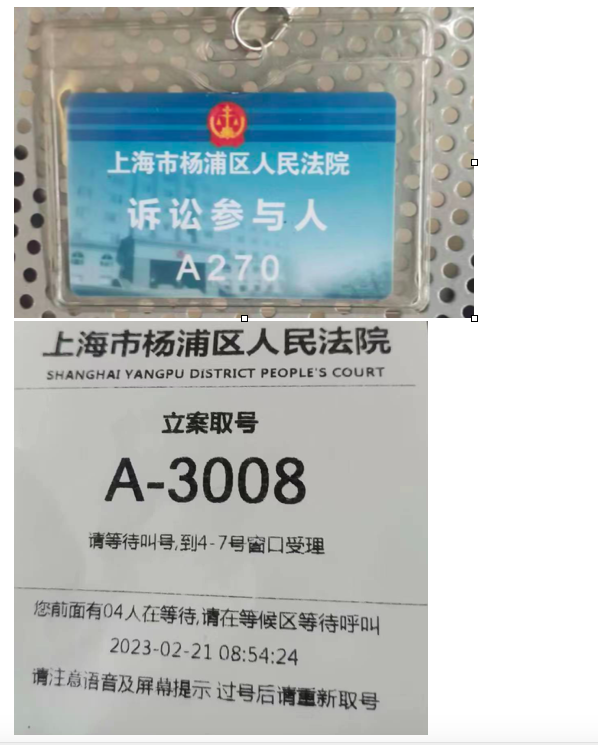 上海市杨浦区人民法院
诉讼参与人
A270
上海市杨浦区人民法院
SHANGHAI YANGPU DISTRICT PEOPLE'S COURT
立案取号
A-3008
请等待叫号,到4-7号窗口受理
您前面有04人在等待,请在等候区等待呼叫
2023-02-21 08:54:24
请注意语音及屏幕提示 过号后请重新取号